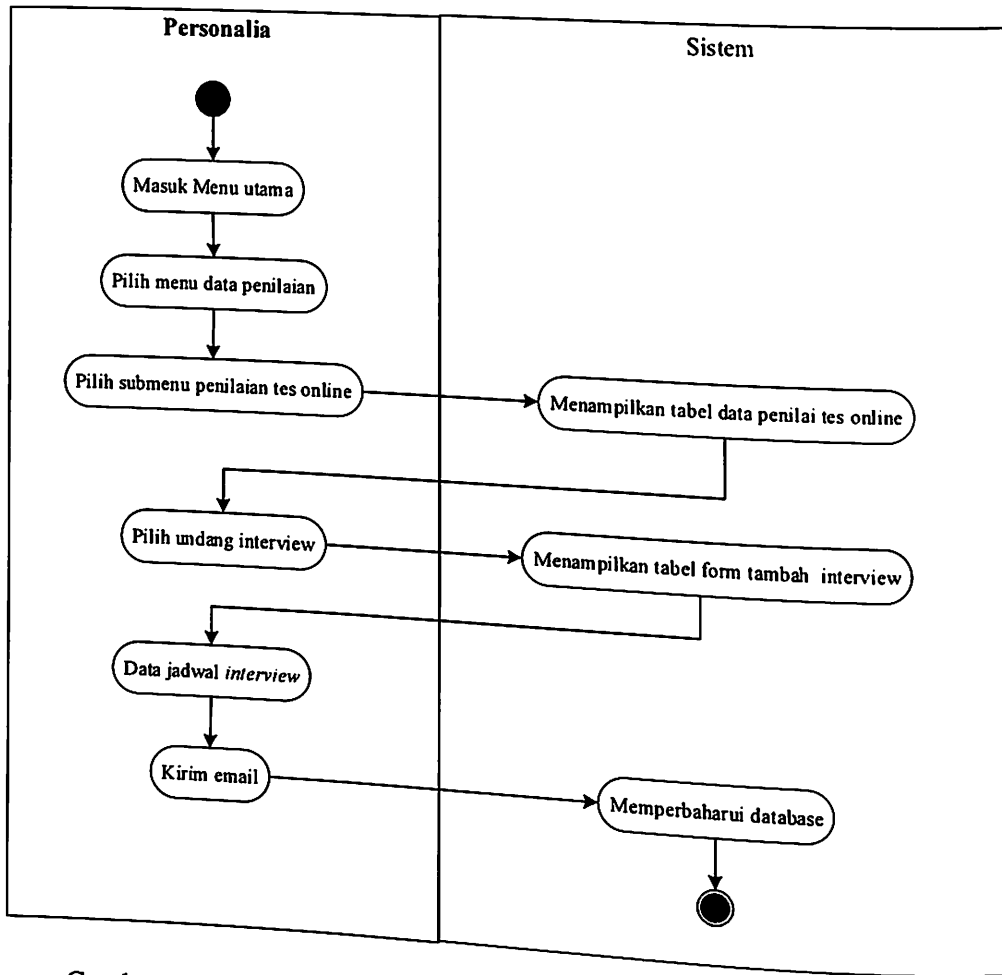 Personalia
Sistem
Masuk Menu utama
Pilih menu data penilaian
Pilih submenu penilaian tes online
Menampilkan tabel data penilai tes online
Pilih undang interview
Menampilkan tabel form tambah interview
Data jadwal interview
Kirim email
Memperbaharui database